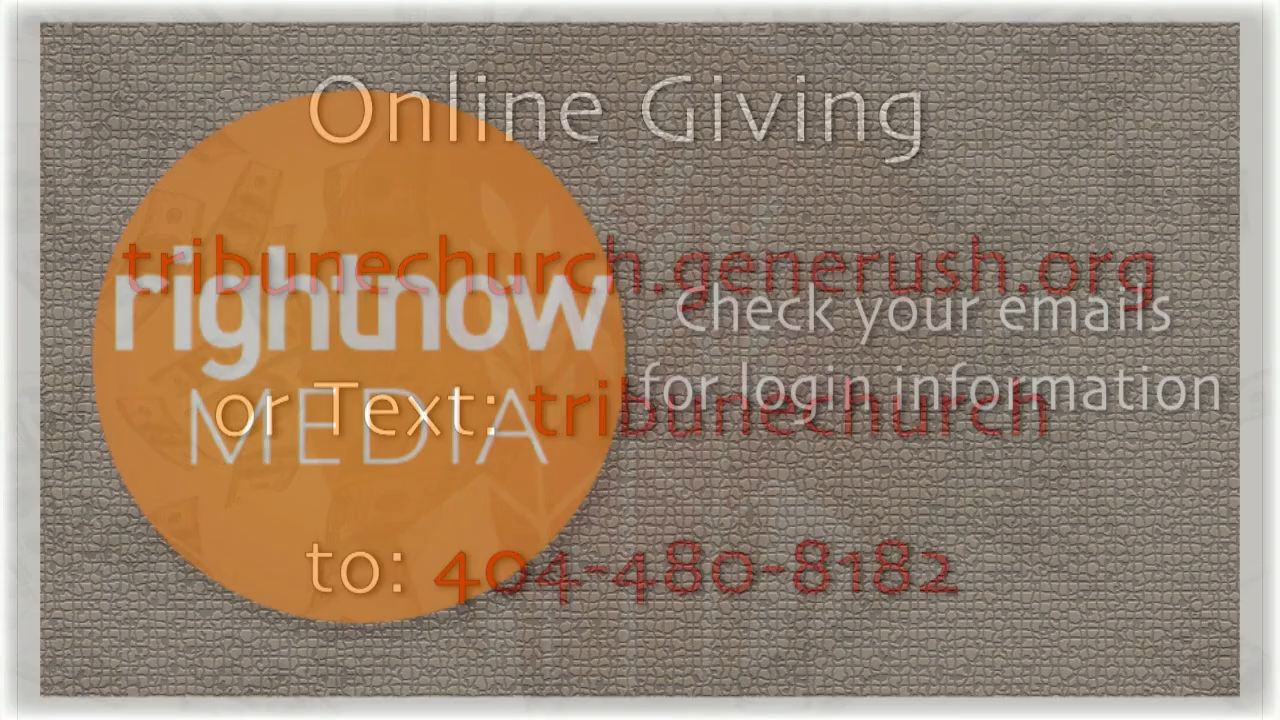 Online Giving
tribunechurch.generush.org
or Text: tribunechurch
to: 404-480-8182
rightnow
MEDIA
Check your emails
for login information